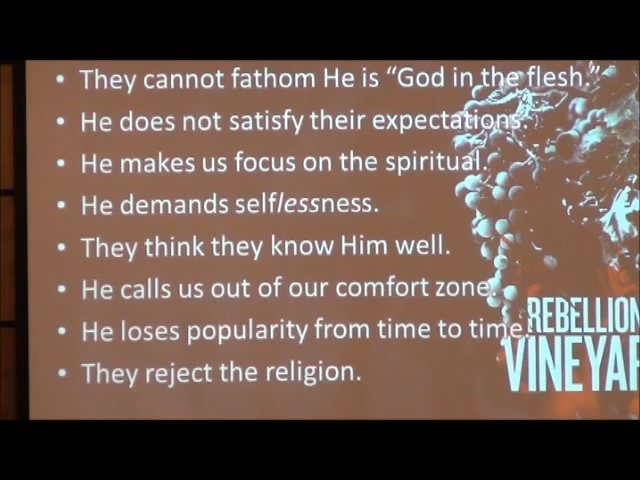 • They cannot fathom He is “God in the flesh.”
• He does not satisfy their expectations.
• He makes us focus on the spiritual.
• He demands selflessness.
• They think they know Him well.
• He calls us out of our comfort zone.
• He loses popularity from time to time.
• They reject the religion.
REBELLION
VINEYAR